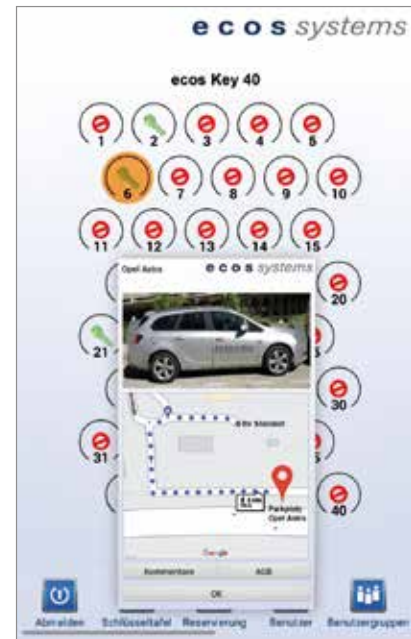 ecos systems
ecos Key 40
1 2 3 4 5
6 7 8 9 10
11 12 13 14 15
Opel Astra
ecos systems
20
21
30
31
Ihr Standort
Parkplatz
Opel Astra
40
Google
Kommentare AGB
OK
Abmelden Schlüsseltafel Reservierung Benutzer Benutzergruppen